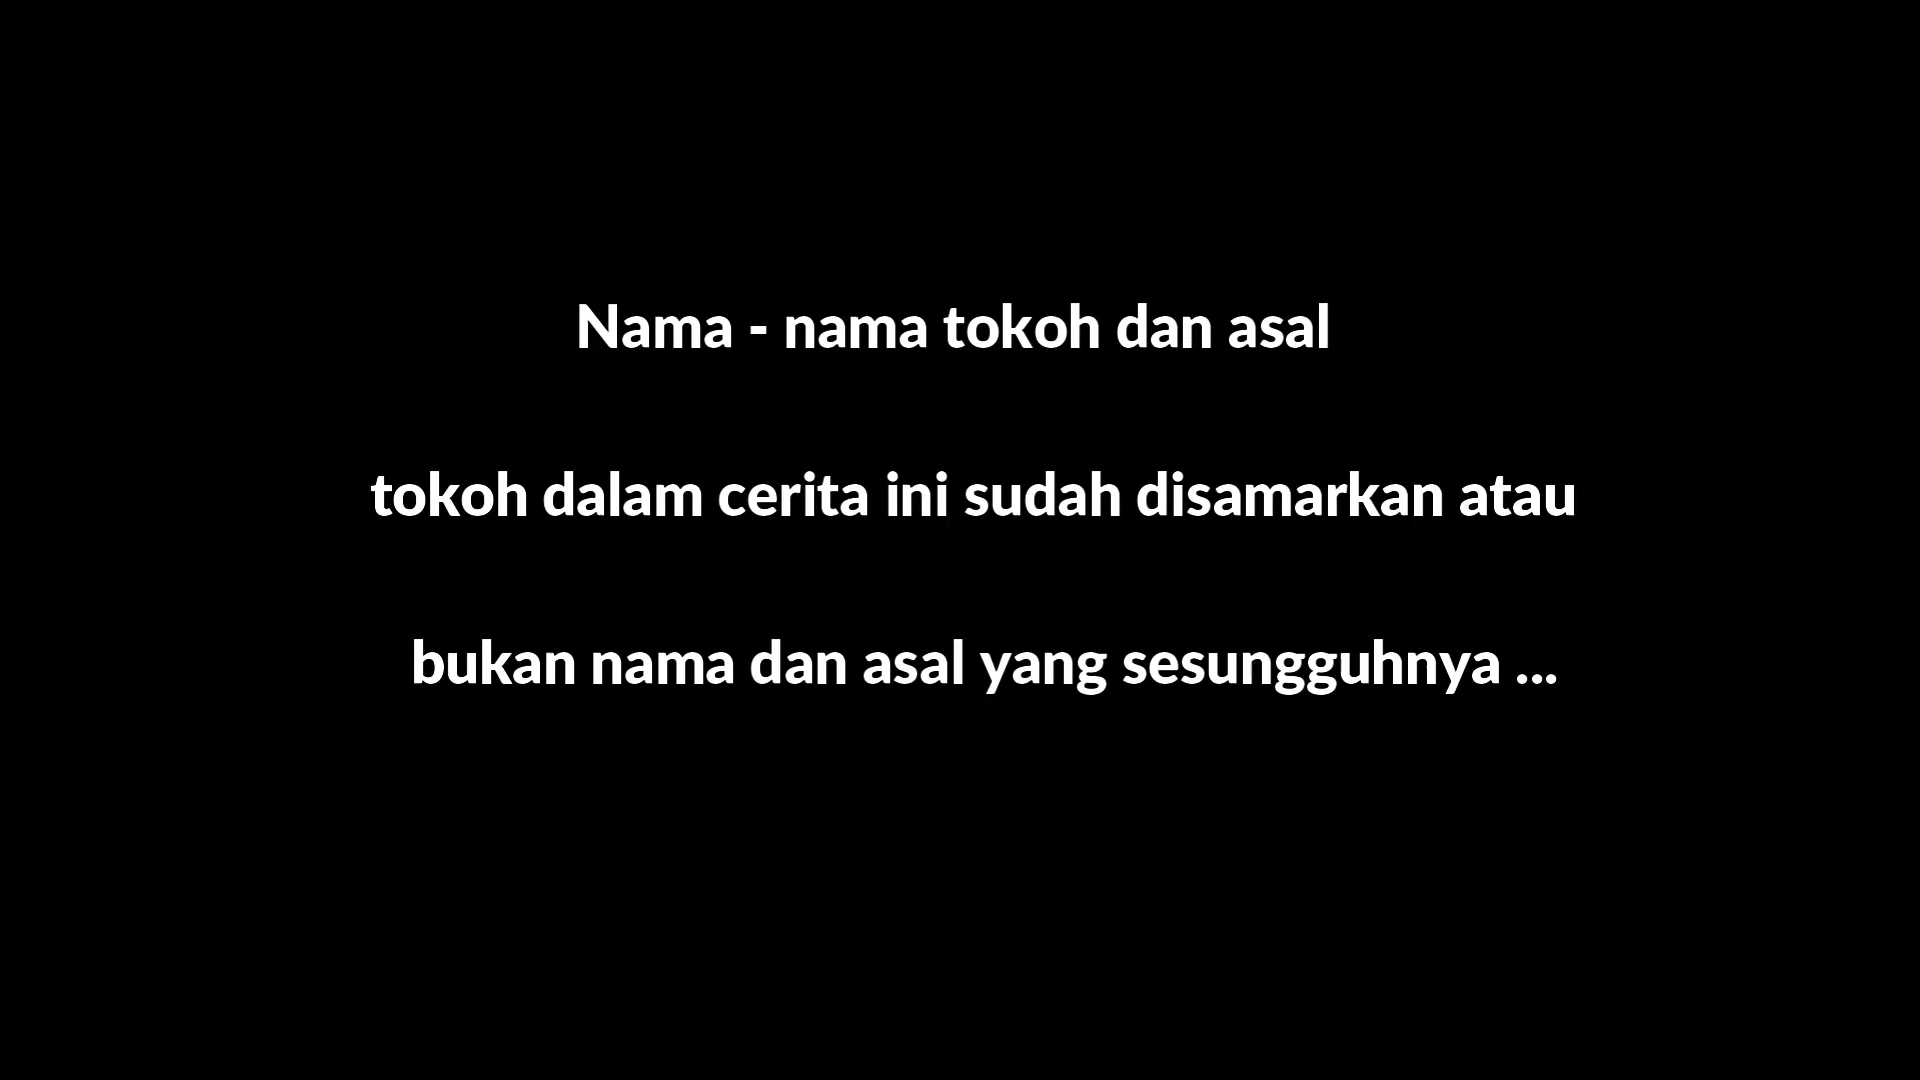 Nama - nama tokoh dan asal
tokoh dalam cerita ini sudah disamarkan atau
bukan nama dan asal yang sesungguhnya ...